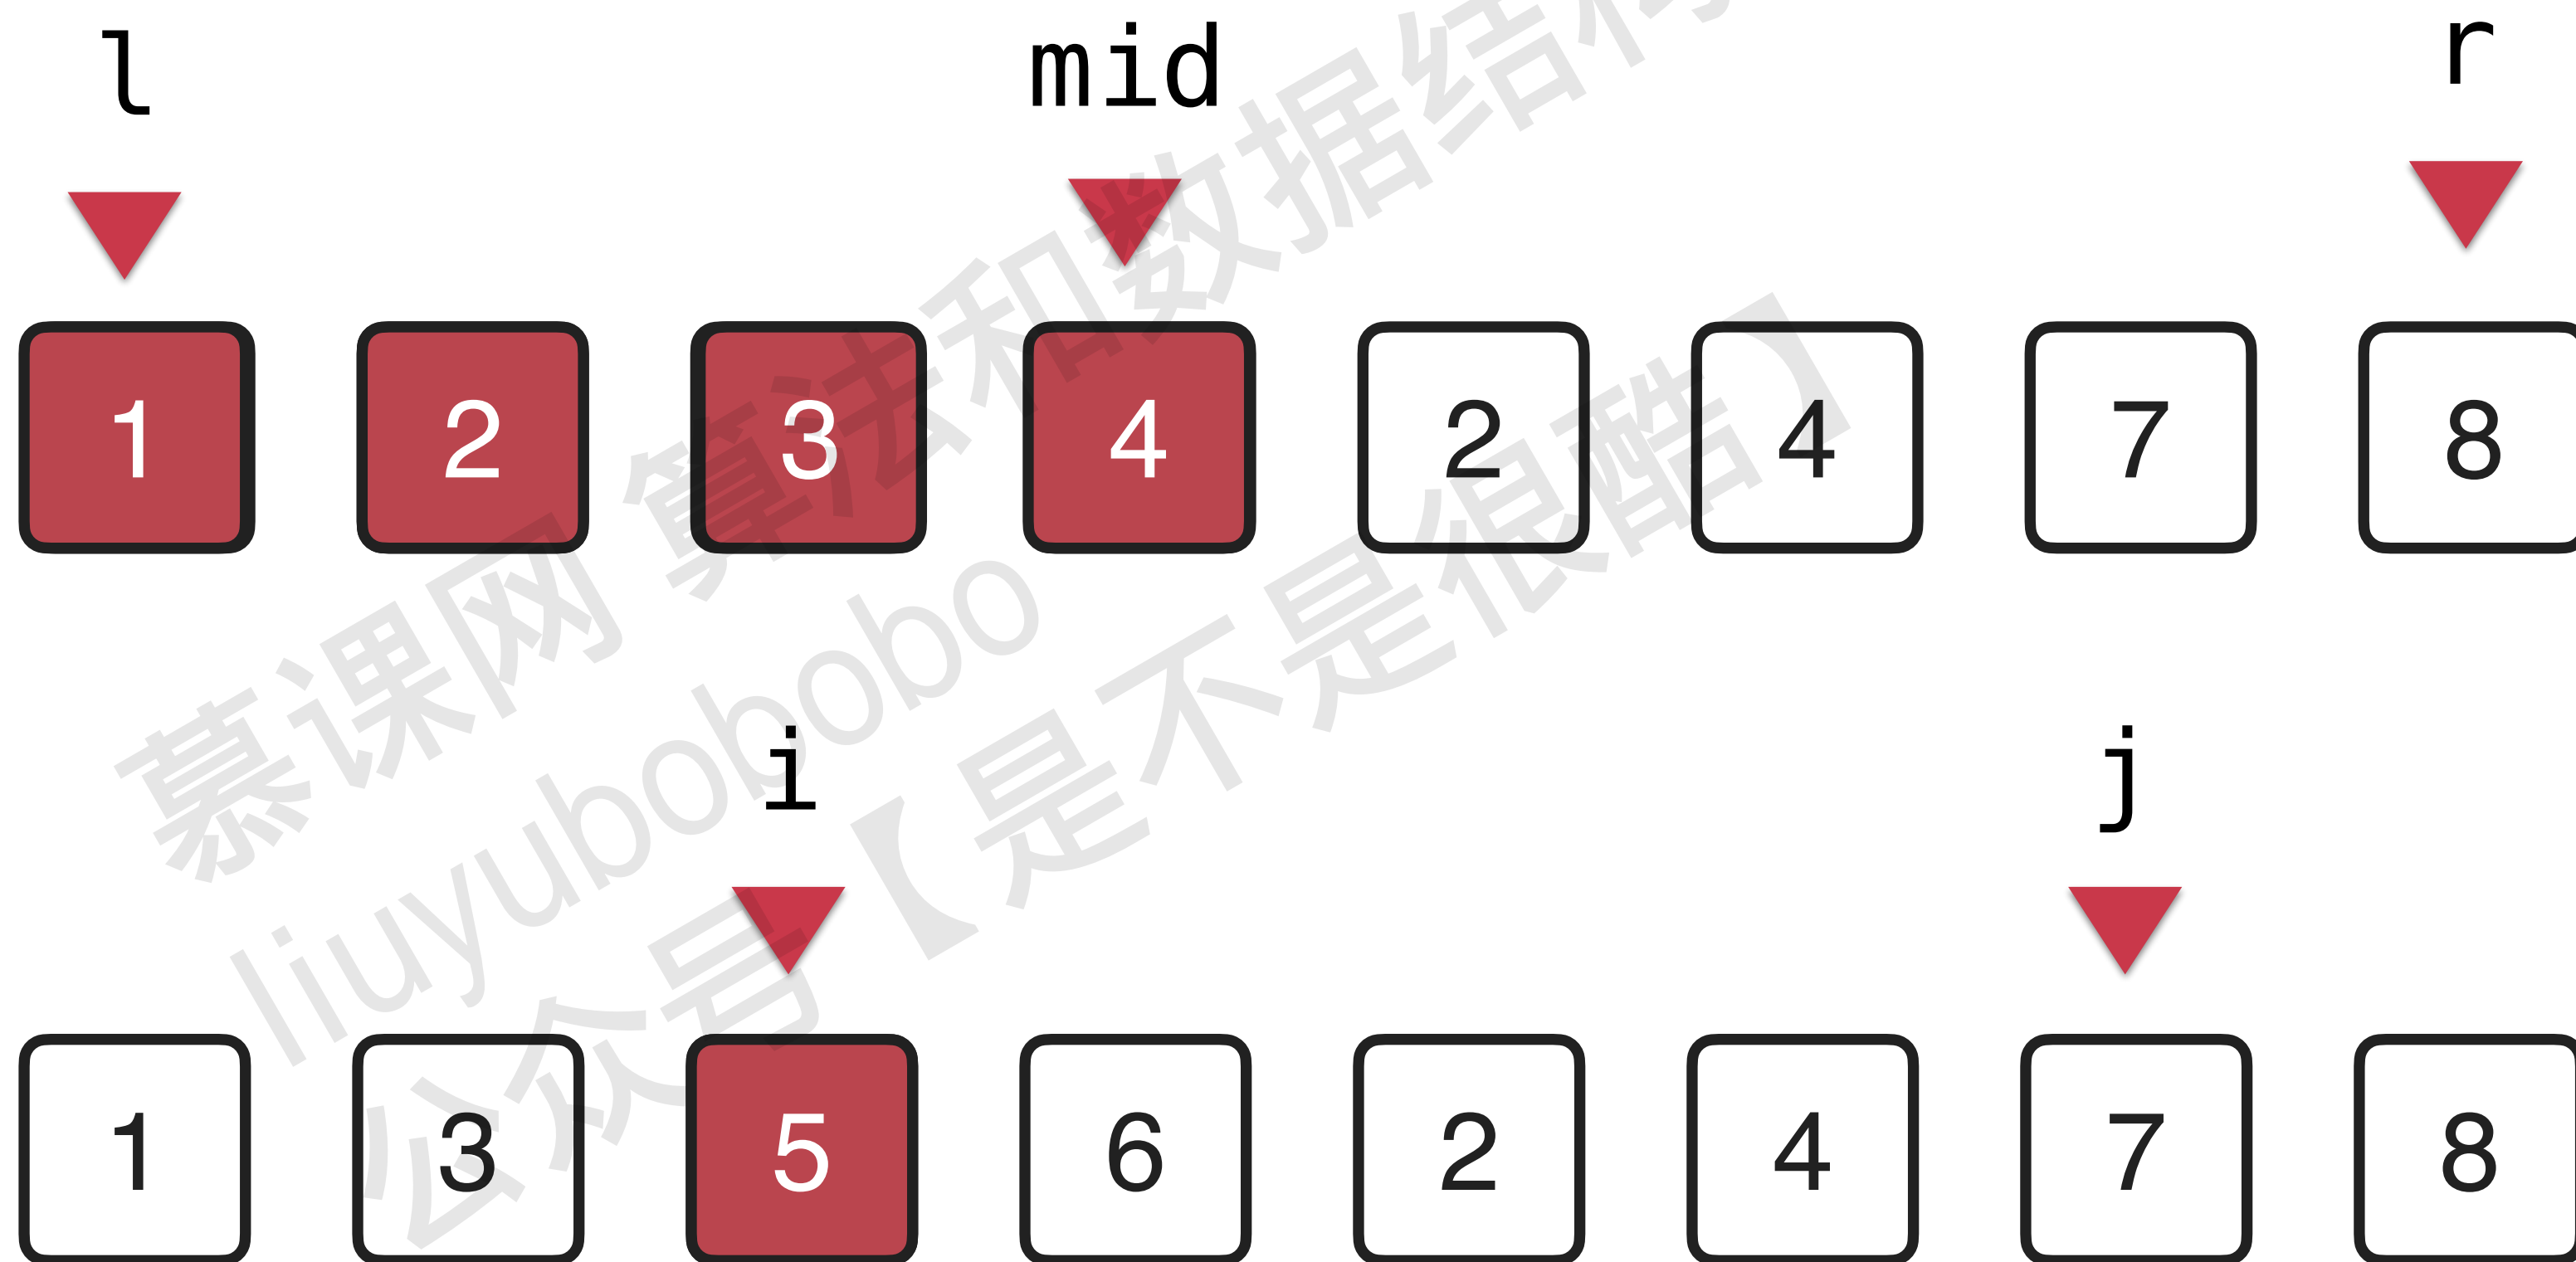 l mid r
1 2 3 4 2 4 7 8
i j
1 3 5 6 2 4 7 8
慕课网 算法和数据结构
liuyubobobo
公众号【是不是很酷】